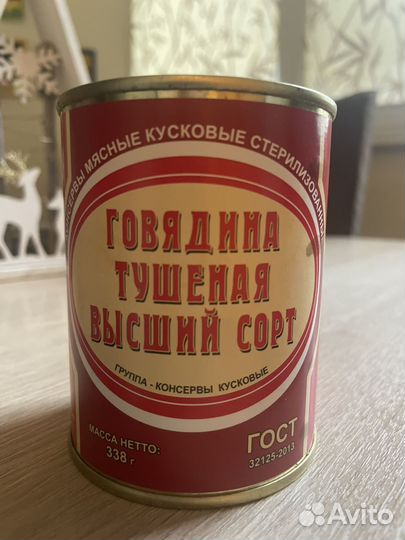 КОНСЕРВЫ МЯСНЫЕ КУСКОВЫЕ СТЕРИЛИЗОВАННЫЕ
ГОВЯДИНА
ТУШЕНАЯ
ВЫСШИЙ СОРТ
ГРУППА - КОНСЕРВЫ КУСКОВЫЕ
МАССА НЕТТО:
338 г
ГОСТ
32125-2013
Avito